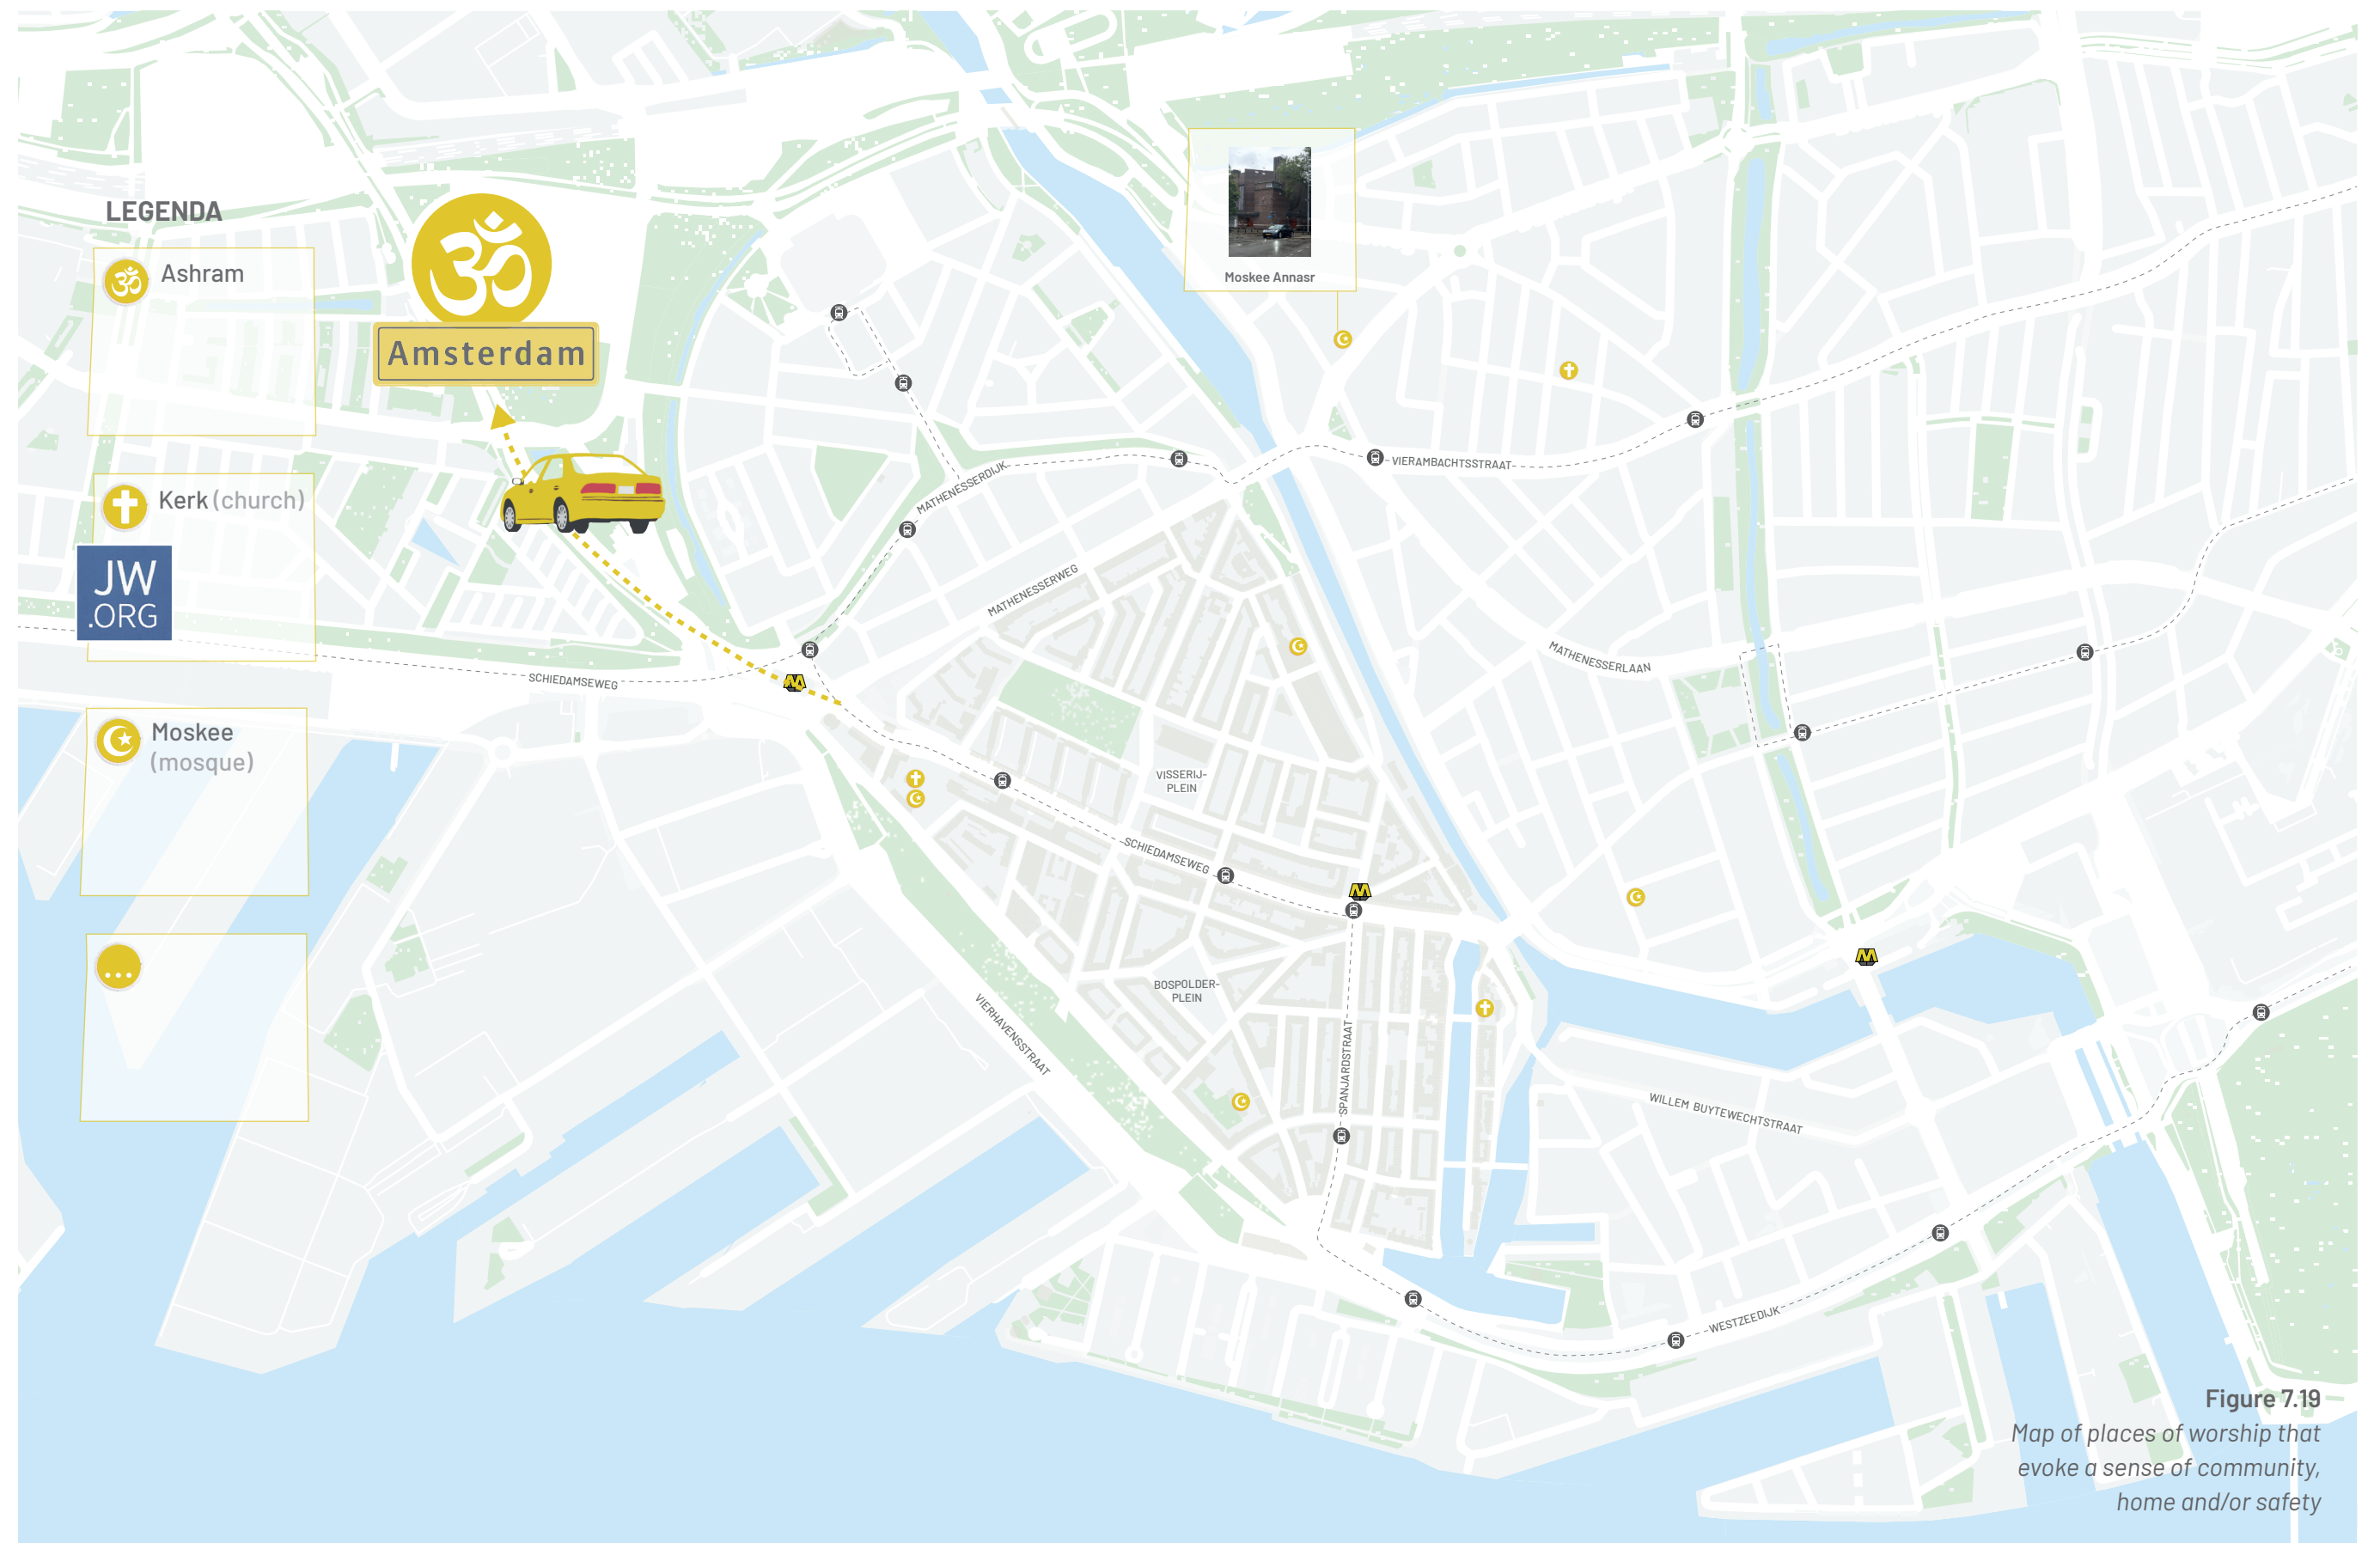 LEGENDA
Ashram
Kerk (church)
JW
.ORG
Moskee
(mosque)
...
Amsterdam
Moskee Annasr
VIERAMBACHTSSTRAAT
MATHENESSERDIJK
MATHENESSERWEG
MATHENESSERLAAN
SCHIEDAMSEWEG
VISSERIJ-
PLEIN
SCHIEDAMSEWEG
BOSPOLDER-
PLEIN
VIERHAVENSSTRAAT
SPANJARDSTRAAT
WILLEM BUYTEWECHTSTRAAT
WESTZEEDIJK
Figure 7.19
Map of places of worship that
evoke a sense of community,
home and/or safety